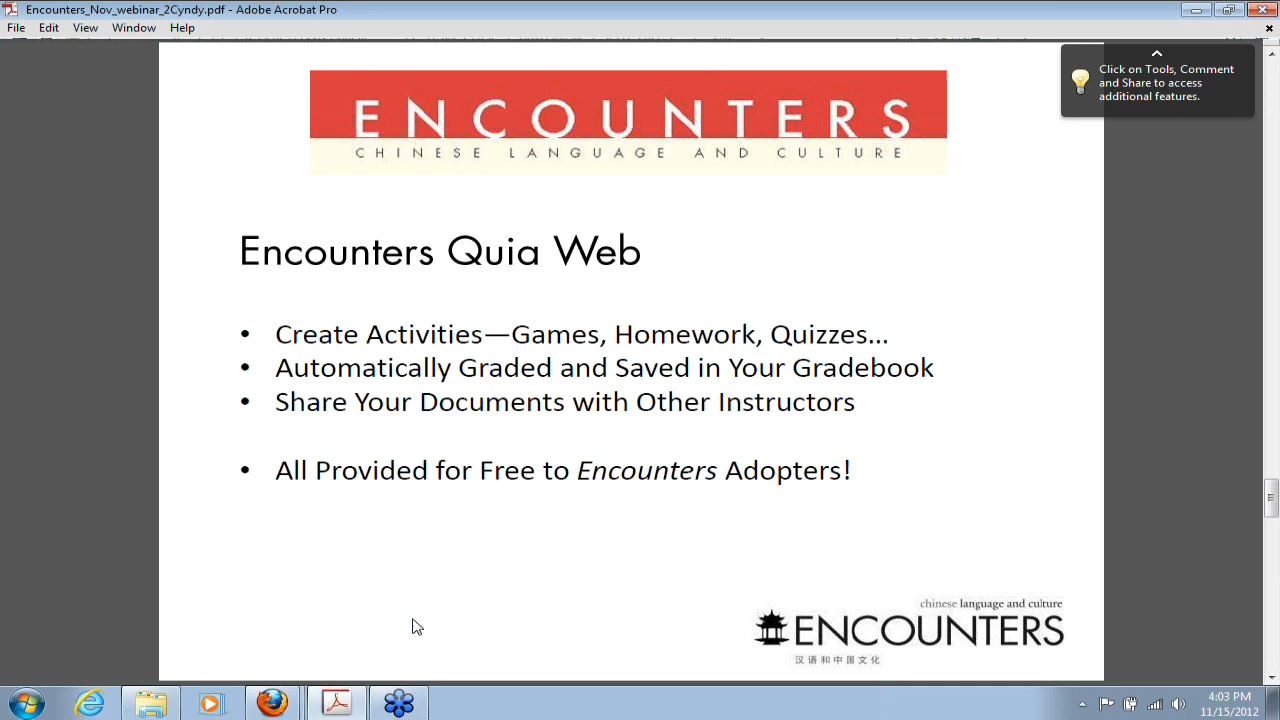 Encounters_Nov_webinar_2Cyndy.pdf - Adobe Acrobat Pro
File Edit View Window Help
Click on Tools, Comment
and Share to access
additional features.
ENCOUNTERS
CHINESE LANGUAGE AND CULTURE
Encounters Quia Web
• Create Activities—Games, Homework, Quizzes...
• Automatically Graded and Saved in Your Gradebook
• Share Your Documents with Other Instructors
• All Provided for Free to Encounters Adopters!
chinese language and culture
ENCOUNTERS
汉语和中国文化
4:03 PM
11/15/2012